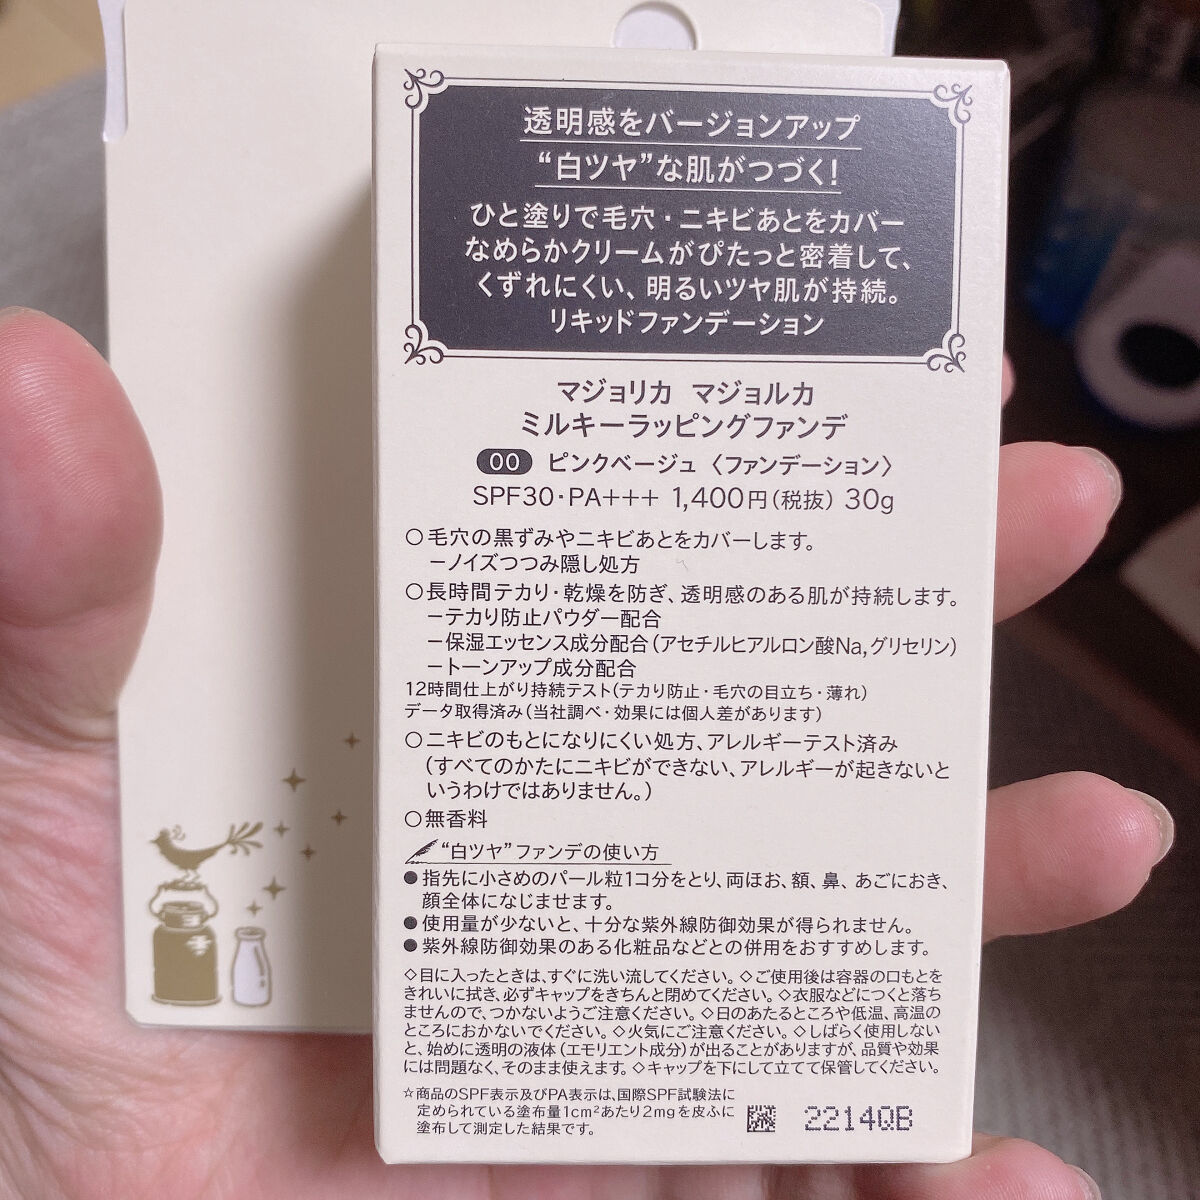 透明感をバージョンアップ
“白ツヤ”な肌がつづく!
ひと塗りで毛穴・ニキビあとをカバー
なめらかクリームがぴたっと密着して、
くずれにくい、明るいツヤ肌が持続。
リキッドファンデーション
マジョリカ マジョルカ
ミルキーラッピングファンデ
00 ピンクベージュ〈ファンデーション〉
SPF30・PA+++ 1,400円(税抜) 30g
○毛穴の黒ずみやニキビあとをカバーします。
－ノイズつつみ隠し処方
○長時間テカリ・乾燥を防ぎ、透明感のある肌が持続します。
－テカリ防止パウダー配合
－保湿エッセンス成分配合(アセチルヒアルロン酸Na,グリセリン)
－トーンアップ成分配合
12時間仕上がり持続テスト(テカリ防止・毛穴の目立ち・薄れ)
データ取得済み(当社調べ・効果には個人差があります)
○ニキビのもとになりにくい処方、アレルギーテスト済み
(すべてのかたにニキビができない、アレルギーが起きないと
いうわけではありません。)
○無香料
“白ツヤ”ファンデの使い方
●指先に小さめのパール粒1コ分をとり、両ほお、額、鼻、あごにおき、
顔全体になじませます。
●使用量が少ないと、十分な紫外線防御効果が得られません。
●紫外線防御効果のある化粧品などとの併用をおすすめします。
◇目に入ったときは、すぐに洗い流してください。◇ご使用後は容器の口もとを
きれいに拭き、必ずキャップをきちんと閉めてください。◇衣服などにつくと落ち
ませんので、つかないようご注意ください。◇日のあたるところや低温、高温の
ところにおかないでください。◇火気にご注意ください。◇しばらく使用しない
と、始めに透明の液体(エモリエント成分)が出ることがありますが、品質や効果
には問題なく、そのまま使えます。◇キャップを下にして立てて保管してください。
☆商品のSPF表示及びPA表示は、国際SPF試験法に
定められている塗布量1cm²あたり2mgを皮ふに
塗布して測定した結果です。
2214QB